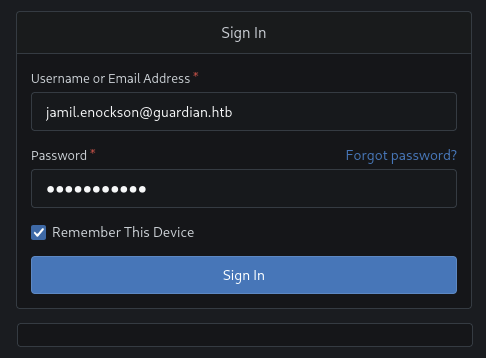 Sign In
Username or Email Address *
jamil.enockson@guardian.htb
Password * Forgot password?
●●●●●●●●●●●
Remember This Device
Sign In